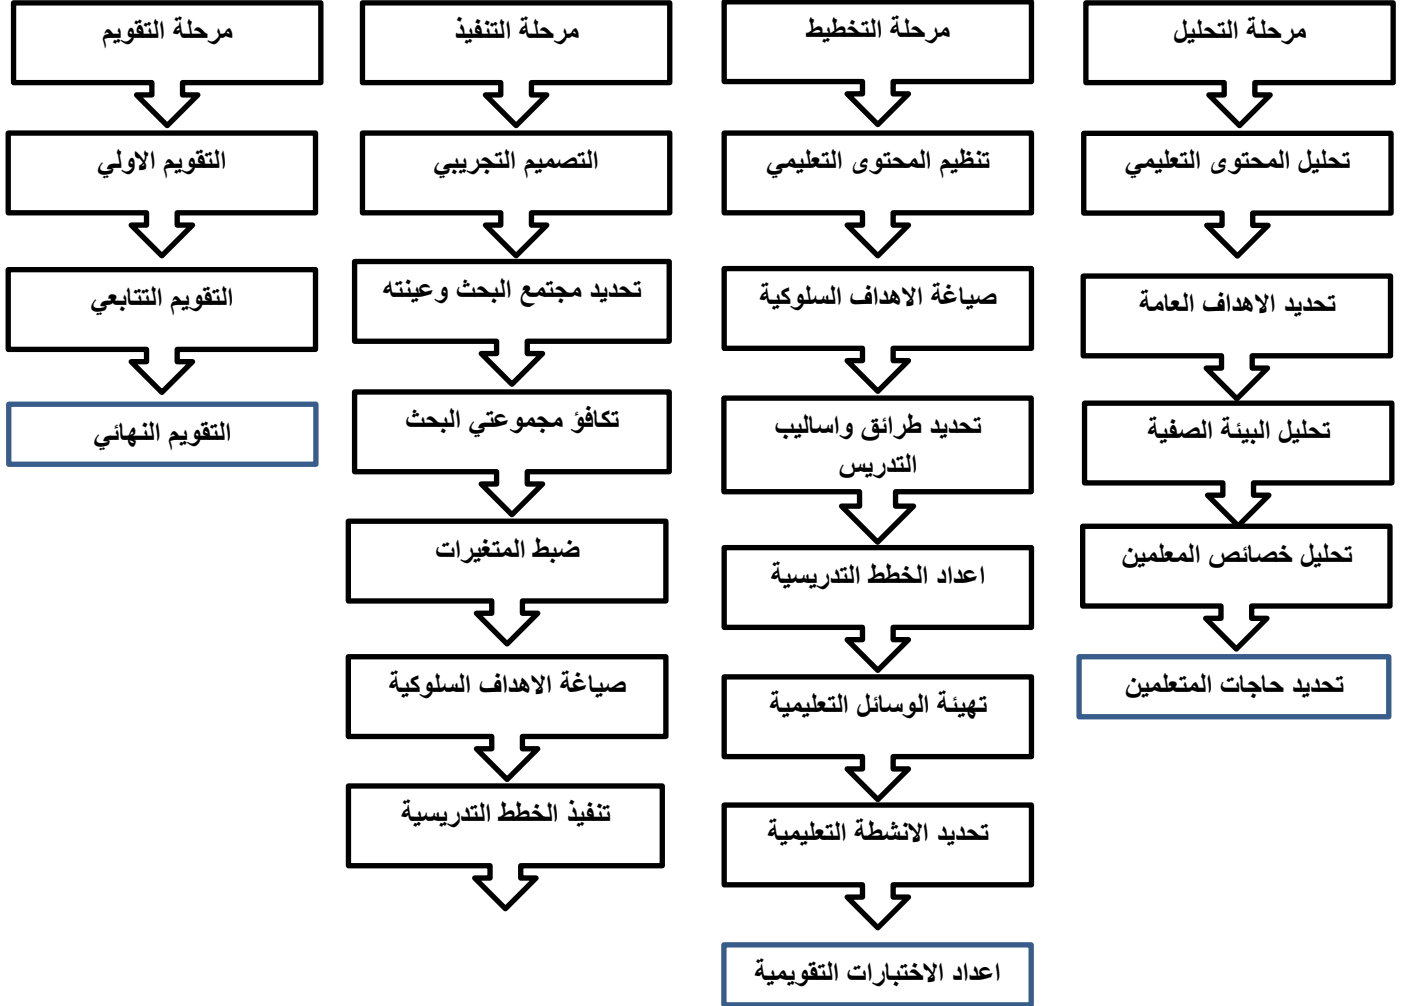 مرحلة التحليل
تحليل المحتوى التعليمي
تحديد الاهداف العامة
تحليل البيئة الصفية
تحليل خصائص المعلمين
تحديد حاجات المتعلمين
مرحلة التخطيط
تنظيم المحتوى التعليمي
صياغة الاهداف السلوكية
تحديد طرائق واساليب
التدريس
اعداد الخطط التدريسية
تهيئة الوسائل التعليمية
تحديد الانشطة التعليمية
اعداد الاختبارات التقويمية
مرحلة التنفيذ
التصميم التجريبي
تحديد مجتمع البحث وعينته
تكافؤ مجموعتي البحث
ضبط المتغيرات
صياغة الاهداف السلوكية
تنفيذ الخطط التدريسية
مرحلة التقويم
التقويم الاولي
التقويم التتابعي
التقويم النهائي